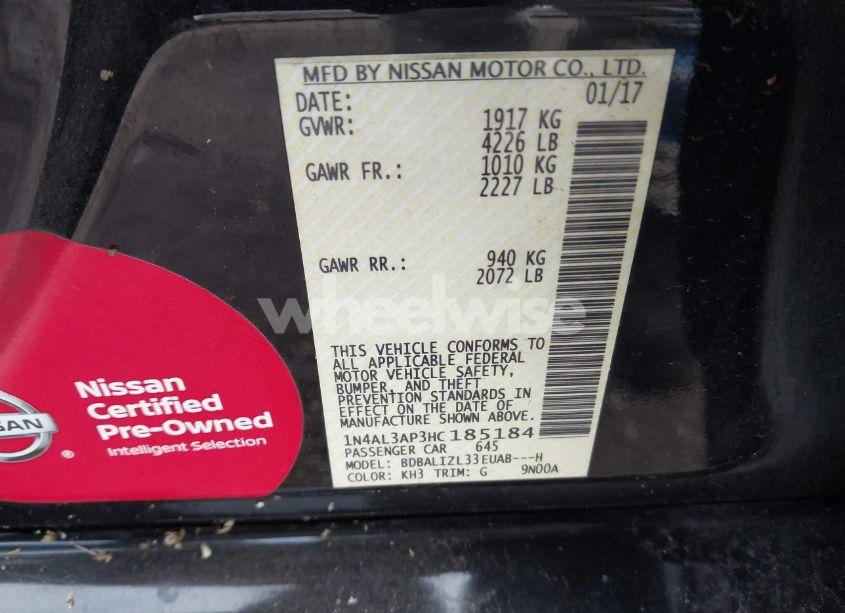 MFD BY NISSAN MOTOR CO., LTD.
DATE: 01/17
GVWR: 1917 KG
4226 LB
GAWR FR.: 1010 KG
2227 LB
GAWR RR.: 940 KG
2072 LB
wheelwise
THIS VEHICLE CONFORMS TO
ALL APPLICABLE FEDERAL
MOTOR VEHICLE SAFETY,
BUMPER, AND THEFT
PREVENTION STANDARDS IN
EFFECT ON THE DATE OF
MANUFACTURE SHOWN ABOVE.
1N4AL3AP3HC185184
PASSENGER CAR 645
MODEL: BDBALIZL33EUAB---H
COLOR: KH3 TRIM: G 9N00A
NISSAN
Nissan
Certified
Pre-Owned
Intelligent Selection
®